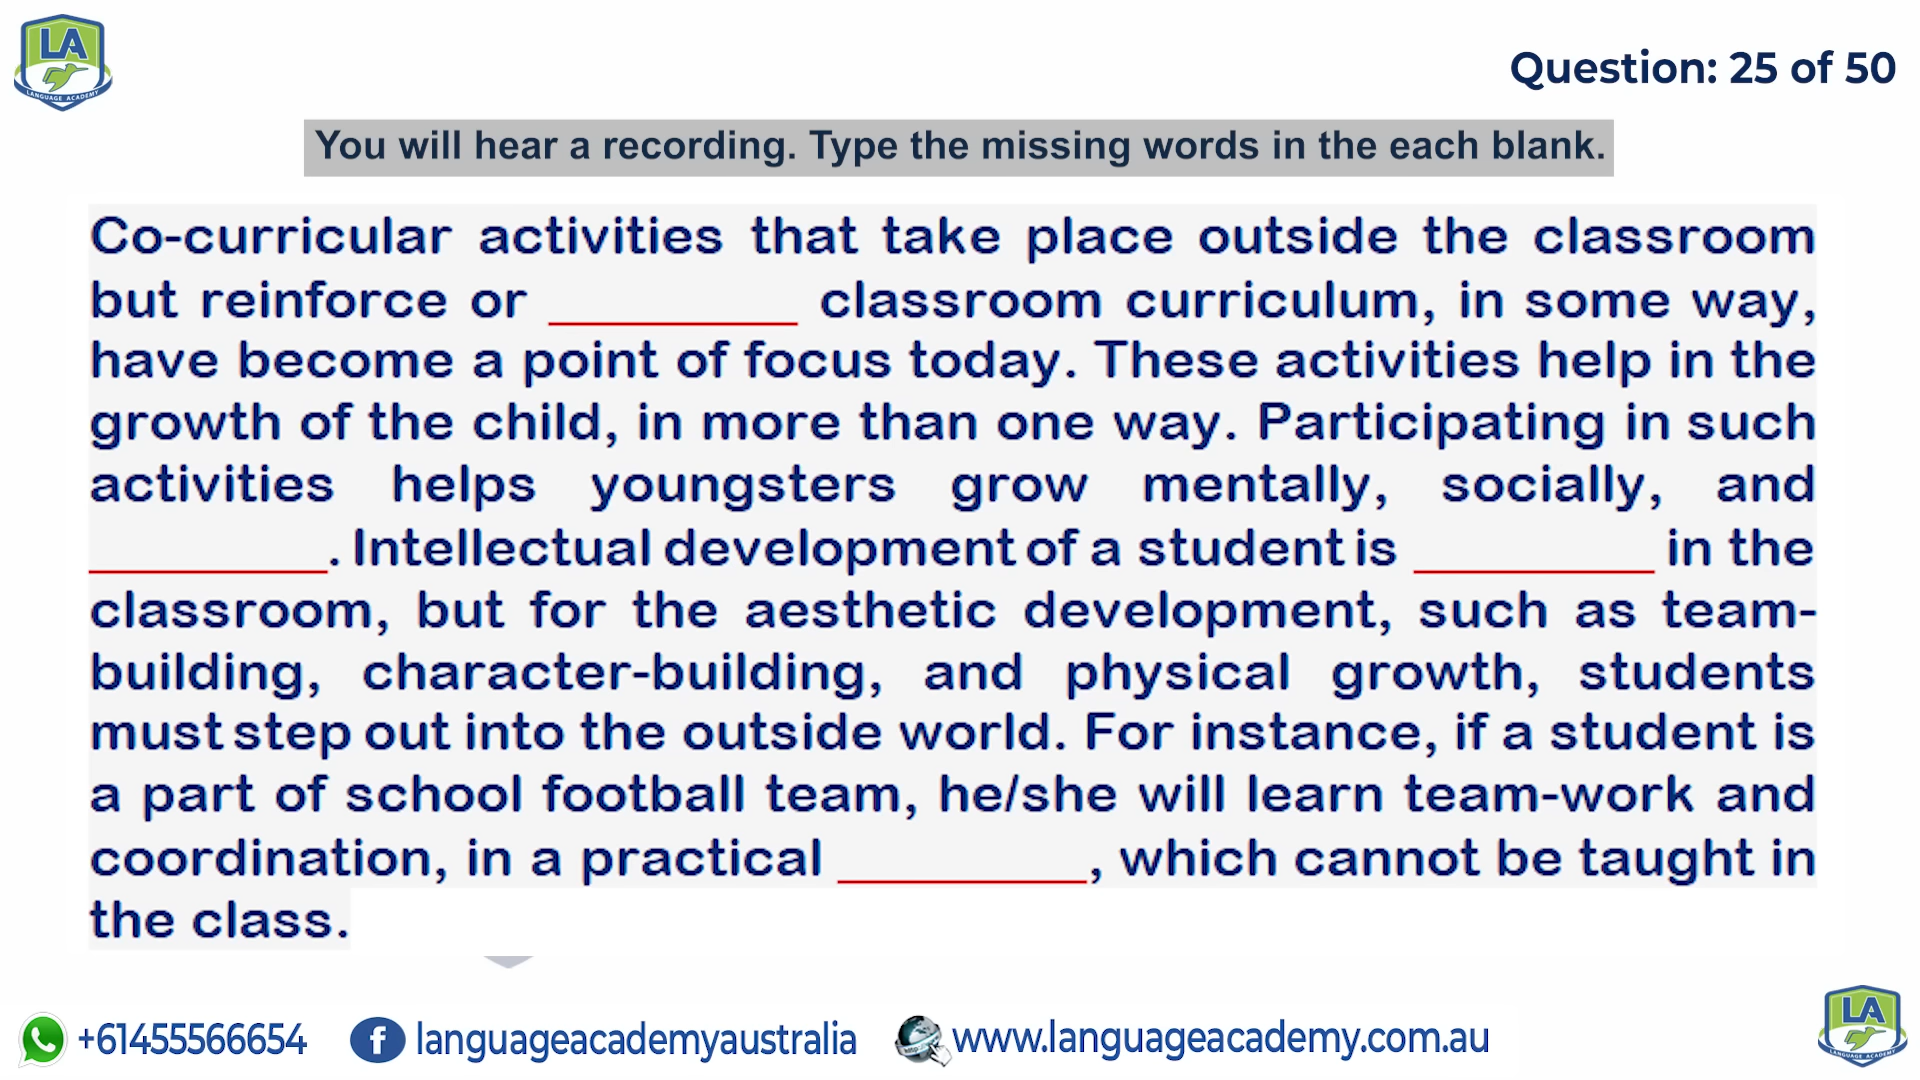 LA
LANGUAGE ACADEMY
Question: 25 of 50
You will hear a recording. Type the missing words in the each blank.
Co-curricular activities that take place outside the classroom
but reinforce or __________ classroom curriculum, in some way,
have become a point of focus today. These activities help in the
growth of the child, in more than one way. Participating in such
activities helps youngsters grow mentally, socially, and
__________. Intellectual development of a student is __________ in the
classroom, but for the aesthetic development, such as team-
building, character-building, and physical growth, students
must step out into the outside world. For instance, if a student is
a part of school football team, he/she will learn team-work and
coordination, in a practical __________, which cannot be taught in
the class.
+61455566654
f languageacademyaustralia
http://
www.languageacademy.com.au
LA
LANGUAGE ACADEMY